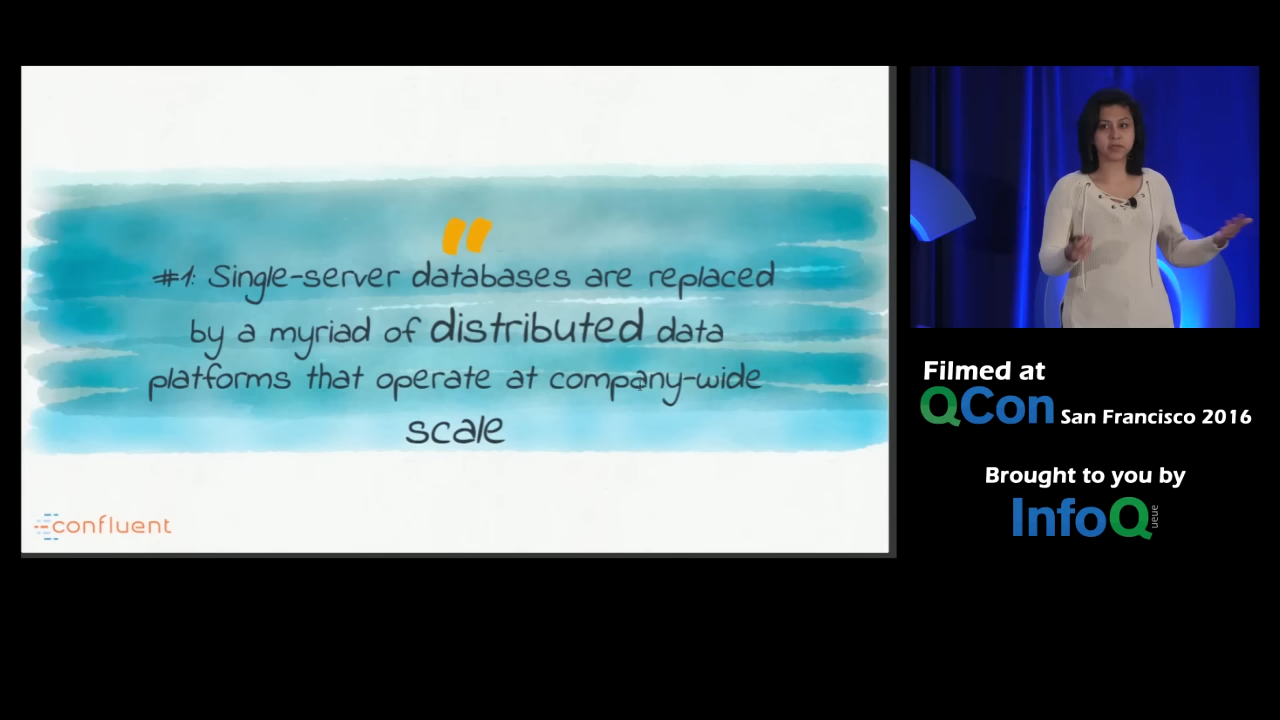 "
#1: Single-server databases are replaced
by a myriad of distributed data
platforms that operate at company-wide
scale
confluent
Filmed at
QCon San Francisco 2016
Brought to you by
InfoQueue